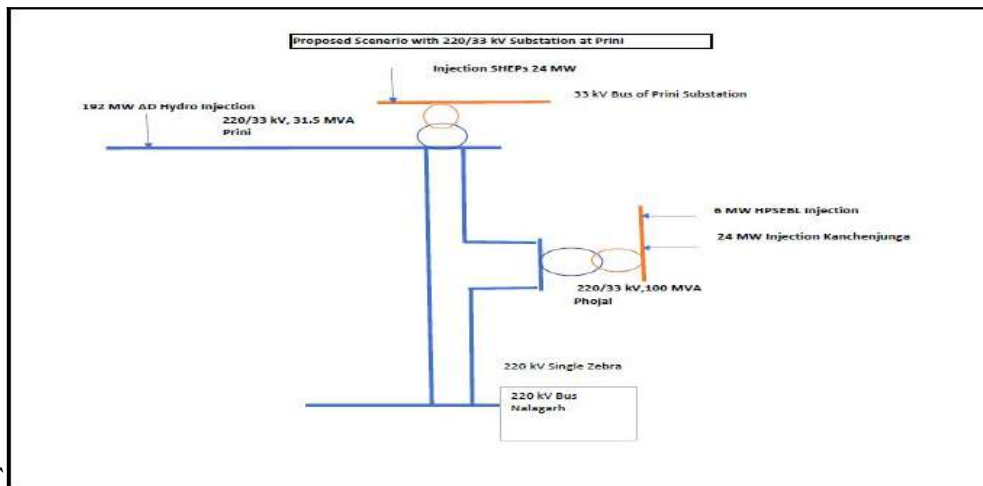 Proposed Scenerio with 220/33 kV Substation at Prini
Injection SHEPs 24 MW
33 kV Bus of Prini Substation
192 MW AD Hydro Injection
220/33 kV, 31.5 MVA
Prini
6 MW HPSEBL Injection
24 MW Injection Kanchenjunga
220/33 kV,100 MVA
Phojal
220 kV Single Zebra
220 kV Bus
Nalagarh